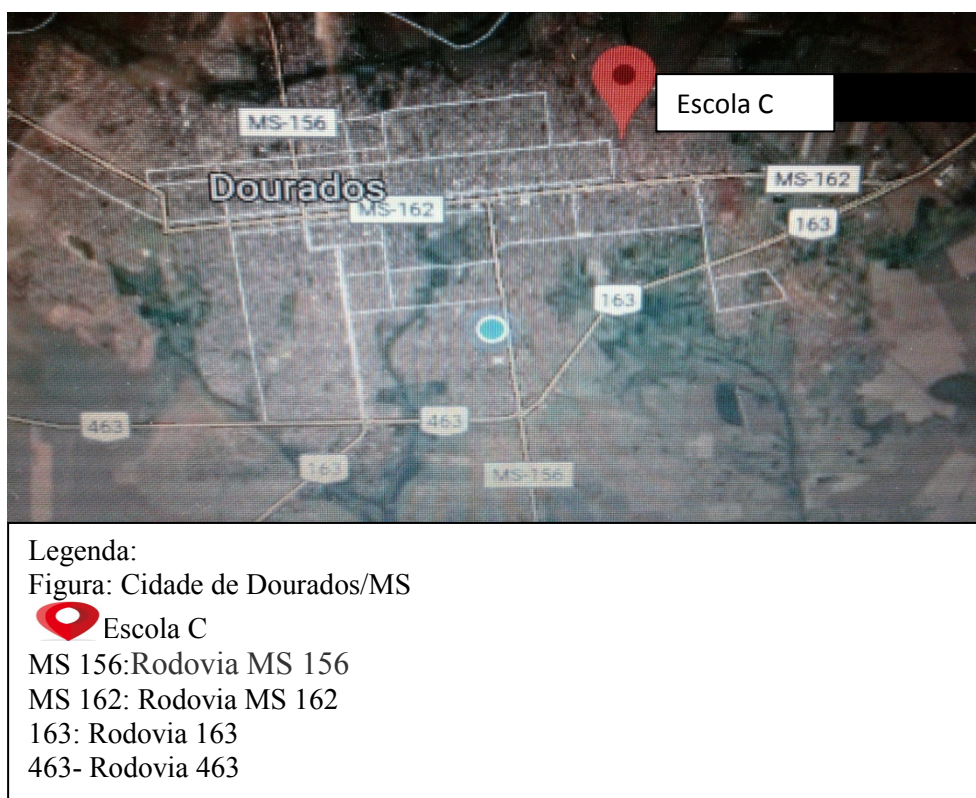 Escola C
MS-156
MS-162
Dourados
MS-162
163
163
463
463
163
MS-156
Legenda:
Figura: Cidade de Dourados/MS
Escola C
MS 156:Rodovia MS 156
MS 162: Rodovia MS 162
163: Rodovia 163
463- Rodovia 463